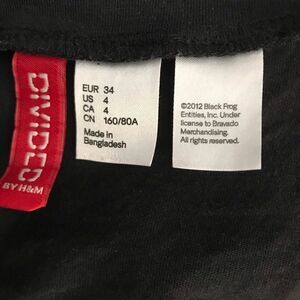 DIVIDED
BY H&M
EUR 34
US 4
CA 4
CN 160/80A
Made in
Bangladesh
©2012 Black Frog
Entities, Inc. Under
license to Bravado
Merchandising.
All rights reserved.